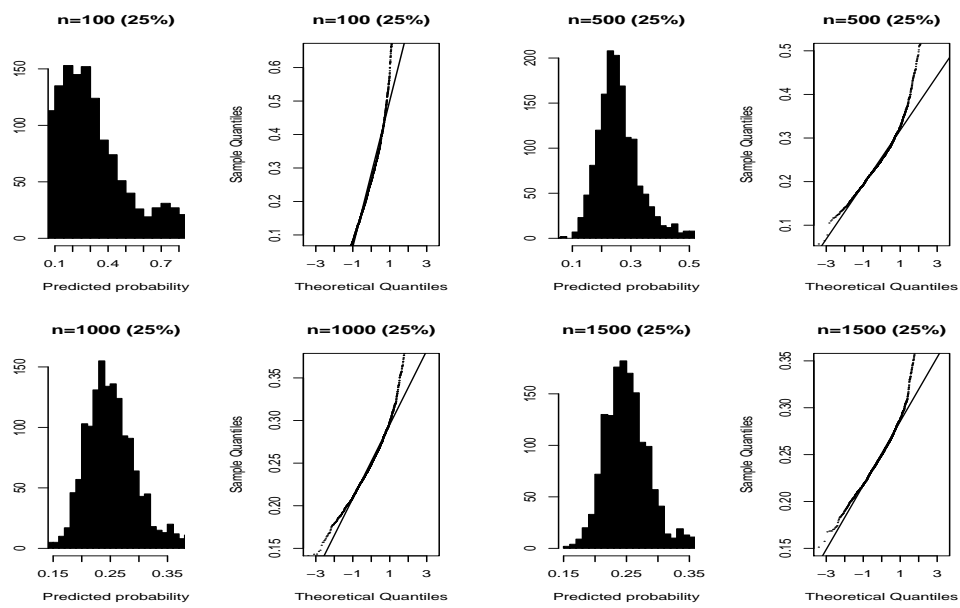 n=100 (25%)
n=100 (25%)
n=500 (25%)
n=500 (25%)
0 50 100 150
0.1 0.4 0.7
Predicted probability
Sample Quantiles
0.1 0.2 0.3 0.4 0.5 0.6
−3 −1 1 3
Theoretical Quantiles
0 50 100 150 200
0.1 0.3 0.5
Predicted probability
Sample Quantiles
0.1 0.2 0.3 0.4 0.5
−3 −1 1 3
Theoretical Quantiles
n=1000 (25%)
n=1000 (25%)
n=1500 (25%)
n=1500 (25%)
0 50 100 150
0.15 0.25 0.35
Predicted probability
Sample Quantiles
0.15 0.20 0.25 0.30 0.35
−3 −1 1 3
Theoretical Quantiles
0 50 100 150
0.15 0.25 0.35
Predicted probability
Sample Quantiles
0.15 0.20 0.25 0.30 0.35
−3 −1 1 3
Theoretical Quantiles